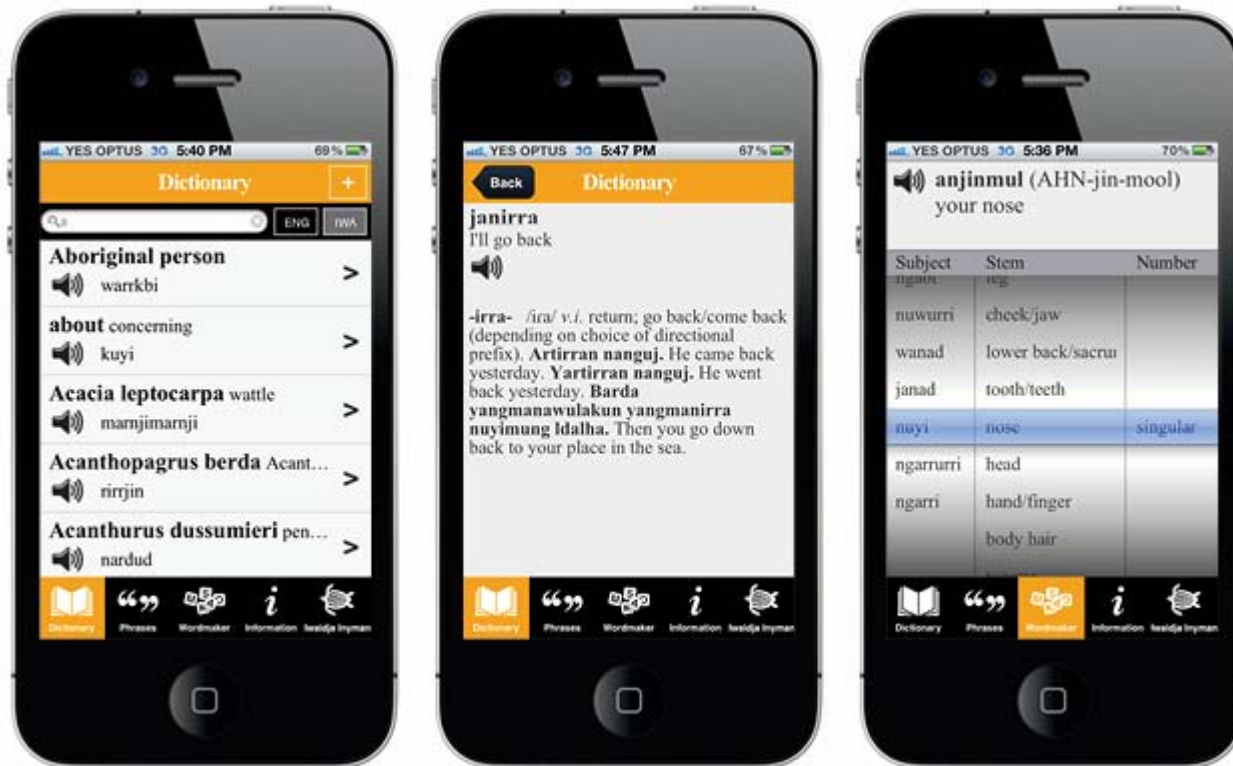 YES OPTUS 3G 5:40 PM 69%
Dictionary +
a ENG IWA
Aboriginal person
warrkbi
>
about concerning
kuyi
>
Acacia leptocarpa wattle
marnjimarnji
>
Acanthopagrus berda Acant...
rirrjin
>
Acanthurus dussumieri pen...
nardud
>
Dictionary Phrases Wordmaker Information Iwaidja Inyman
YES OPTUS 3G 5:47 PM 67%
Back Dictionary
janirra
I'll go back
-irra- /iɹa/ v.i. return; go back/come back
(depending on choice of directional
prefix). Artirran nanguj. He came back
yesterday. Yartirran nanguj. He went
back yesterday. Barda
yangmanawulakun yangmanirra
nuyimung ldalha. Then you go down
back to your place in the sea.
Dictionary Phrases Wordmaker Information Iwaidja Inyman
YES OPTUS 3G 5:36 PM 70%
anjinmul (AHN-jin-mool)
your nose
Subject Stem Number
ngabi leg
nuwurri cheek/jaw
wanad lower back/sacru
janad tooth/teeth
nuyi nose singular
ngarrurri head
ngarri hand/finger
body hair
Dictionary Phrases Wordmaker Information Iwaidja Inyman